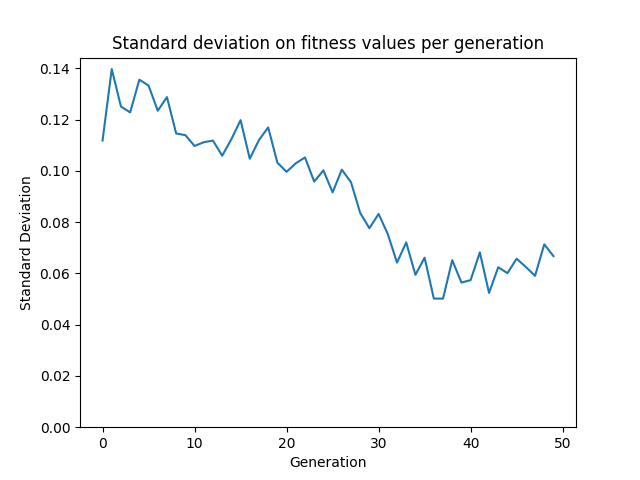 Standard deviation on fitness values per generation
0.14
0.12
0.10
0.08
0.06
0.04
0.02
0.00
Standard Deviation
0 10 20 30 40 50
Generation